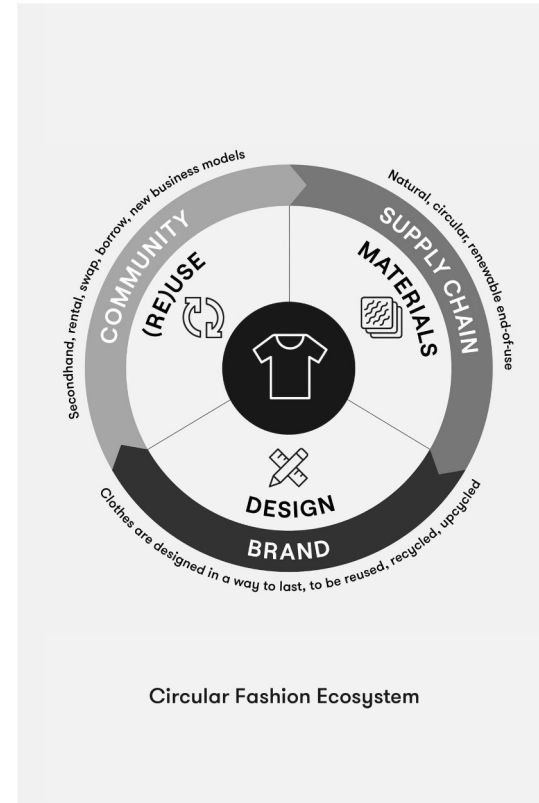 Secondhand, rental, swap, borrow, new business models
COMMUNITY
(RE)USE
Natural, circular, renewable end-of-use
SUPPLY CHAIN
MATERIALS
DESIGN
BRAND
Clothes are designed in a way to last, to be reused, recycled, upcycled
Circular Fashion Ecosystem